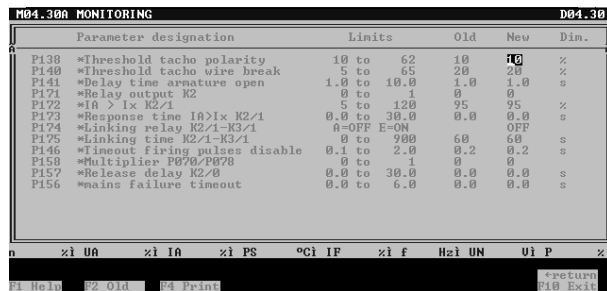 M04.30A MONITORING D04.30
Parameter designation Limits Old New Dim.
P138 *Threshold tacho polarity 10 to 62 10 10 %
P140 *Threshold tacho wire break 5 to 65 20 20 %
P141 *Delay time armature open 1.0 to 10.0 1.0 1.0 s
P171 *Relay output K2 0 to 1 0 0
P172 *IA > Ix K2/1 5 to 120 95 95 %
P173 *Response time IA>Ix K2/1 0.0 to 30.0 0.0 0.0 s
P174 *Linking relay K2/1-K3/1 A=OFF E=ON OFF
P175 *Linking time K2/1-K3/1 0 to 900 60 60 s
P146 *Timeout firing pulses disable 0.1 to 2.0 0.2 0.2 s
P158 *Multiplier P070/P078 0 to 1 0 0
P157 *Release delay K2/0 0.0 to 30.0 0.0 0.0 s
P156 *mains failure timeout 0.0 to 6.0 0.0 0.0 s
n %ì UA %ì IA %ì PS ºCì IF %ì f Hzì UN Uì P %
←return
F1 Help F2 Old F4 Print F10 Exit